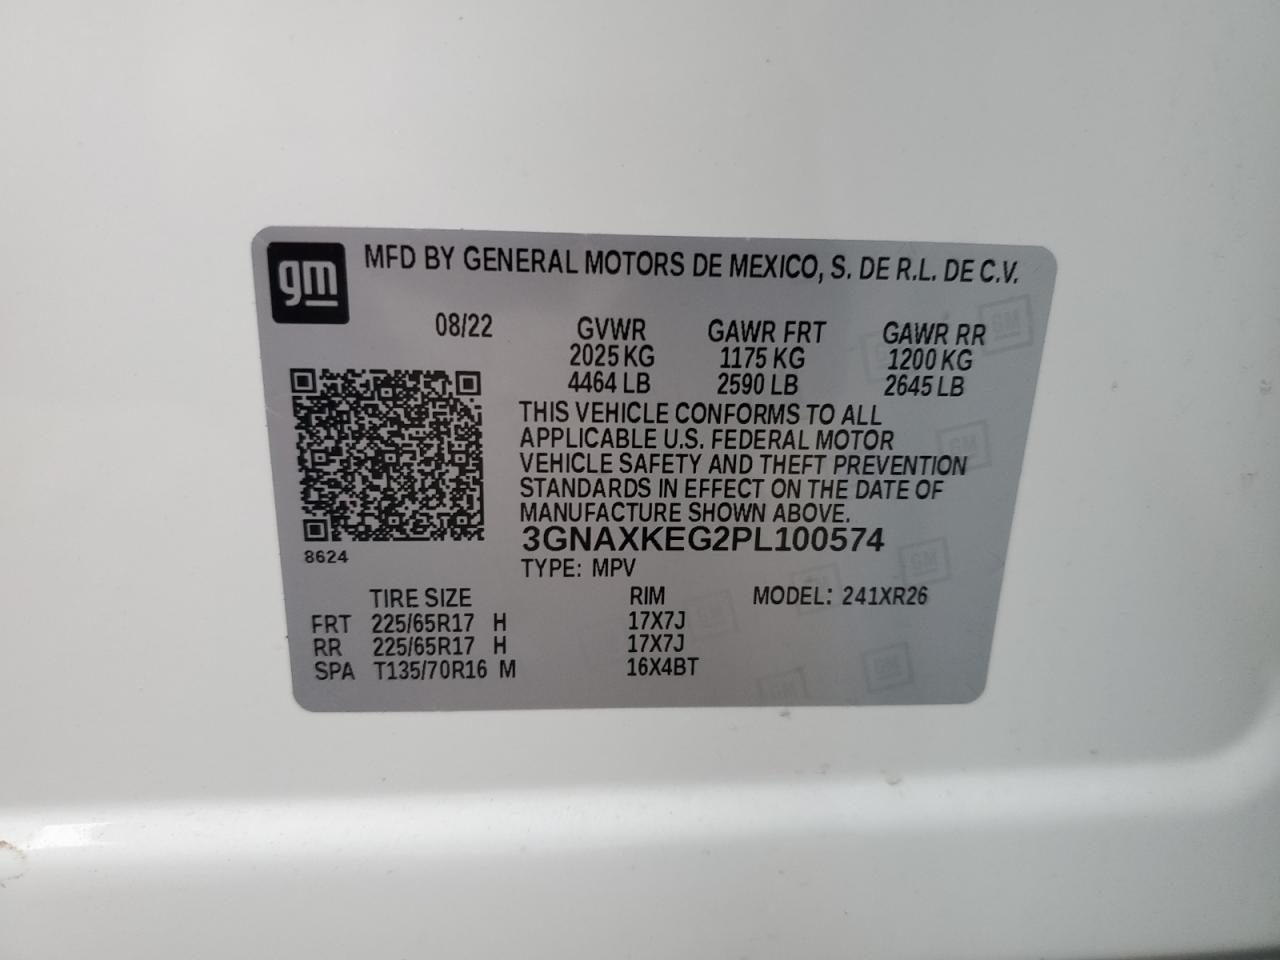 gm
MFD BY GENERAL MOTORS DE MEXICO, S. DE R.L. DE C.V.
08/22 GVWR GAWR FRT GAWR RR
2025 KG 1175 KG 1200 KG
4464 LB 2590 LB 2645 LB
THIS VEHICLE CONFORMS TO ALL
APPLICABLE U.S. FEDERAL MOTOR
VEHICLE SAFETY AND THEFT PREVENTION
STANDARDS IN EFFECT ON THE DATE OF
MANUFACTURE SHOWN ABOVE.
3GNAXKEG2PL100574
8624
TYPE: MPV
TIRE SIZE RIM MODEL: 241XR26
FRT 225/65R17 H 17X7J
RR 225/65R17 H 17X7J
SPA T135/70R16 M 16X4BT